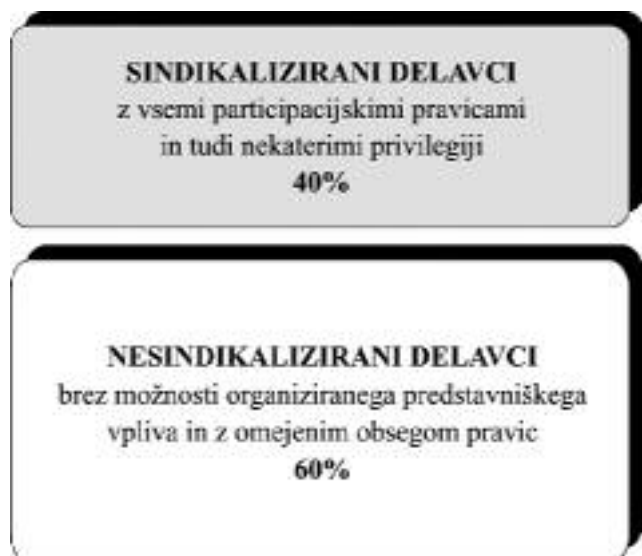 SINDIKALIZIRANI DELAVCI
z vsemi participacijskimi pravicami
in tudi nekaterimi privilegiji
40%
NESINDIKALIZIRANI DELAVCI
brez možnosti organiziranega predstavniškega
vpliva in z omejenim obsegom pravic
60%